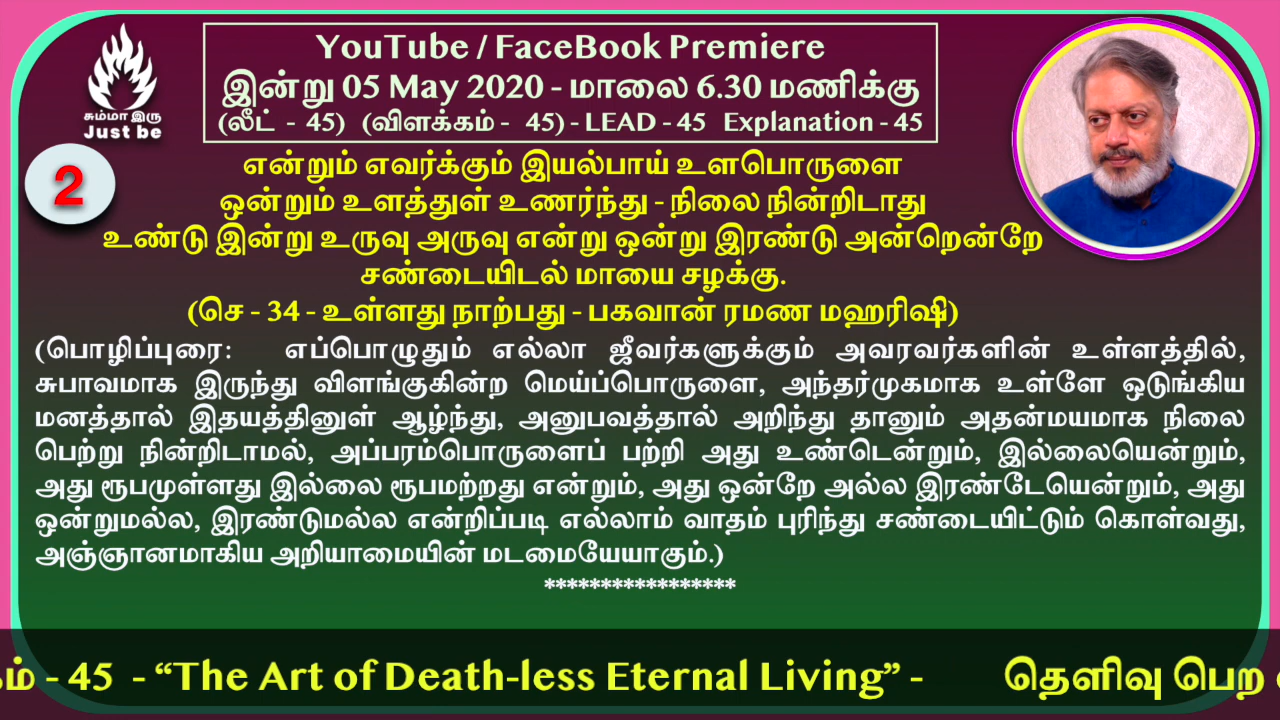 YouTube / FaceBook Premiere
இன்று 05 May 2020 - மாலை 6.30 மணிக்கு
(லீட் - 45) (விளக்கம் - 45) - LEAD - 45 Explanation - 45
சும்மா இரு
Just be
2
என்றும் எவர்க்கும் இயல்பாய் உளபொருளை
ஒன்றும் உளத்துள் உணர்ந்து - நிலை நின்றிடாது
உண்டு இன்று உருவு அருவு என்று ஒன்று இரண்டு அன்றென்றே
சண்டையிடல் மாயை சழக்கு.
(செ - 34 - உள்ளது நாற்பது - பகவான் ரமண மஹரிஷி)
(பொழிப்புரை: எப்பொழுதும் எல்லா ஜீவர்களுக்கும் அவரவர்களின் உள்ளத்தில்,
சுபாவமாக இருந்து விளங்குகின்ற மெய்ப்பொருளை, அந்தர்முகமாக உள்ளே ஒடுங்கிய
மனத்தால் இதயத்தினுள் ஆழ்ந்து, அனுபவத்தால் அறிந்து தானும் அதன்மயமாக நிலை
பெற்று நின்றிடாமல், அப்பரம்பொருளைப் பற்றி அது உண்டென்றும், இல்லையென்றும்,
அது ரூபமுள்ளது இல்லை ரூபமற்றது என்றும், அது ஒன்றே அல்ல இரண்டேயென்றும், அது
ஒன்றுமல்ல, இரண்டுமல்ல என்றிப்படி எல்லாம் வாதம் புரிந்து சண்டையிட்டும் கொள்வது,
அஞ்ஞானமாகிய அறியாமையின் மடமையேயாகும்.)
*****************
ம் - 45 - “The Art of Death-less Eternal Living” - தெளிவு பெற